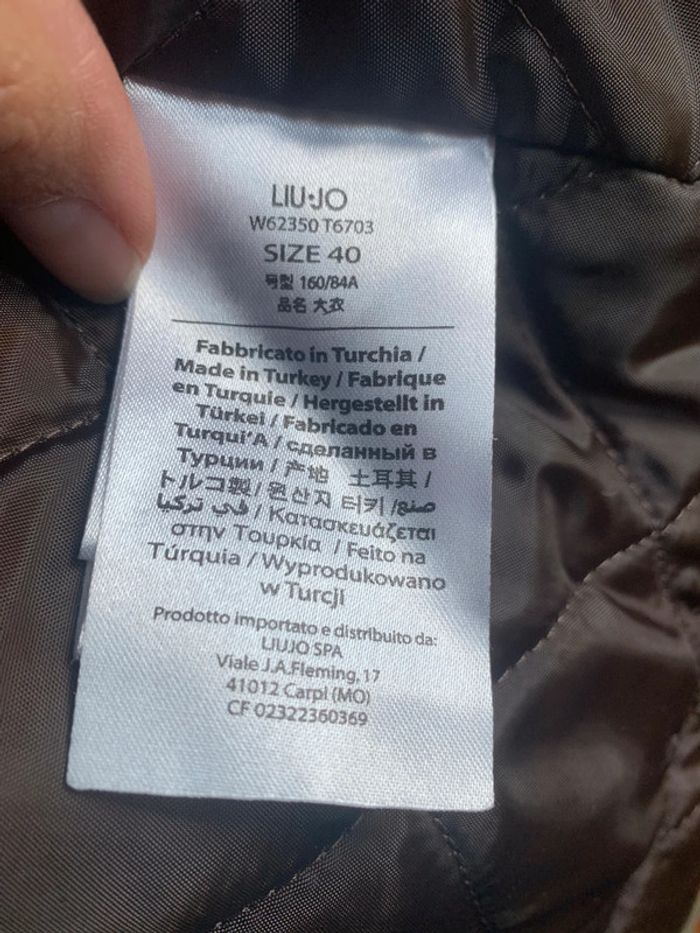 LIU·JO
W62350 T6703
SIZE 40
号型 160/84A
品名 大衣
Fabbricato in Turchia /
Made in Turkey / Fabrique
en Turquie / Hergestellt in
Türkei / Fabricado en
Turqui'A / сделанный в
Турции / 产地 土耳其 /
トルコ製 / 원산지 터키 / صنع
في تركيا / Κατασκευάζεται
στην Τουρκία / Feito na
Túrquia / Wyprodukowano
w Turcji
Prodotto importato e distribuito da:
LIUJO SPA
Viale J.A.Fleming, 17
41012 Carpl (MO)
CF 02322360369